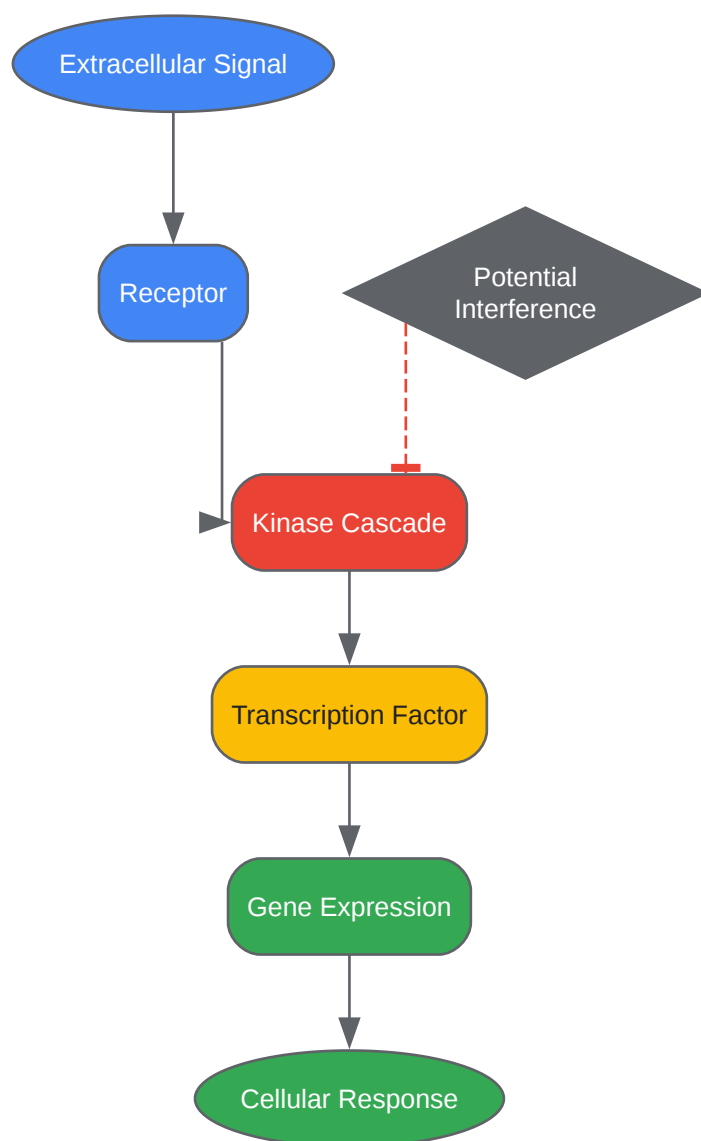 Extracellular Signal
Receptor
Potential
Interference
Kinase Cascade
Transcription Factor
Gene Expression
Cellular Response